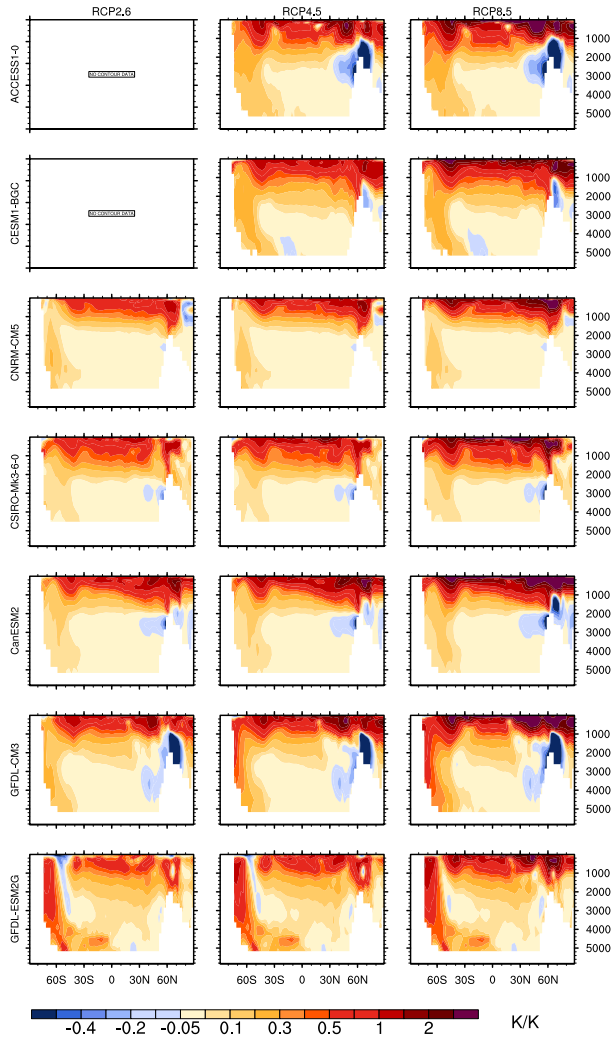 RCP2.6 RCP4.5 RCP8.5
ACCESS1-0
NO CONTOUR DATA
1000
2000
3000
4000
5000
CESM1-BGC
NO CONTOUR DATA
1000
2000
3000
4000
5000
CNRM-CM5
1000
2000
3000
4000
5000
CSIRO-Mk3-6-0
1000
2000
3000
4000
5000
CanESM2
1000
2000
3000
4000
5000
GFDL-CM3
1000
2000
3000
4000
5000
GFDL-ESM2G
1000
2000
3000
4000
5000
60S 30S 0 30N 60N 60S 30S 0 30N 60N 60S 30S 0 30N 60N
-0.4 -0.2 -0.05 0.1 0.3 0.5 1 2 K/K